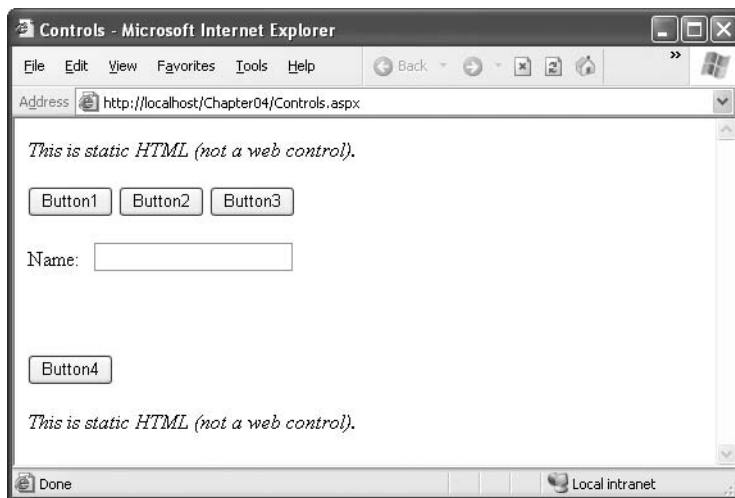 Controls - Microsoft Internet Explorer
File Edit View Favorites Tools Help Back »
Address http://localhost/Chapter04/Controls.aspx
This is static HTML (not a web control).
Button1 Button2 Button3
Name:
Button4
This is static HTML (not a web control).
Done Local intranet